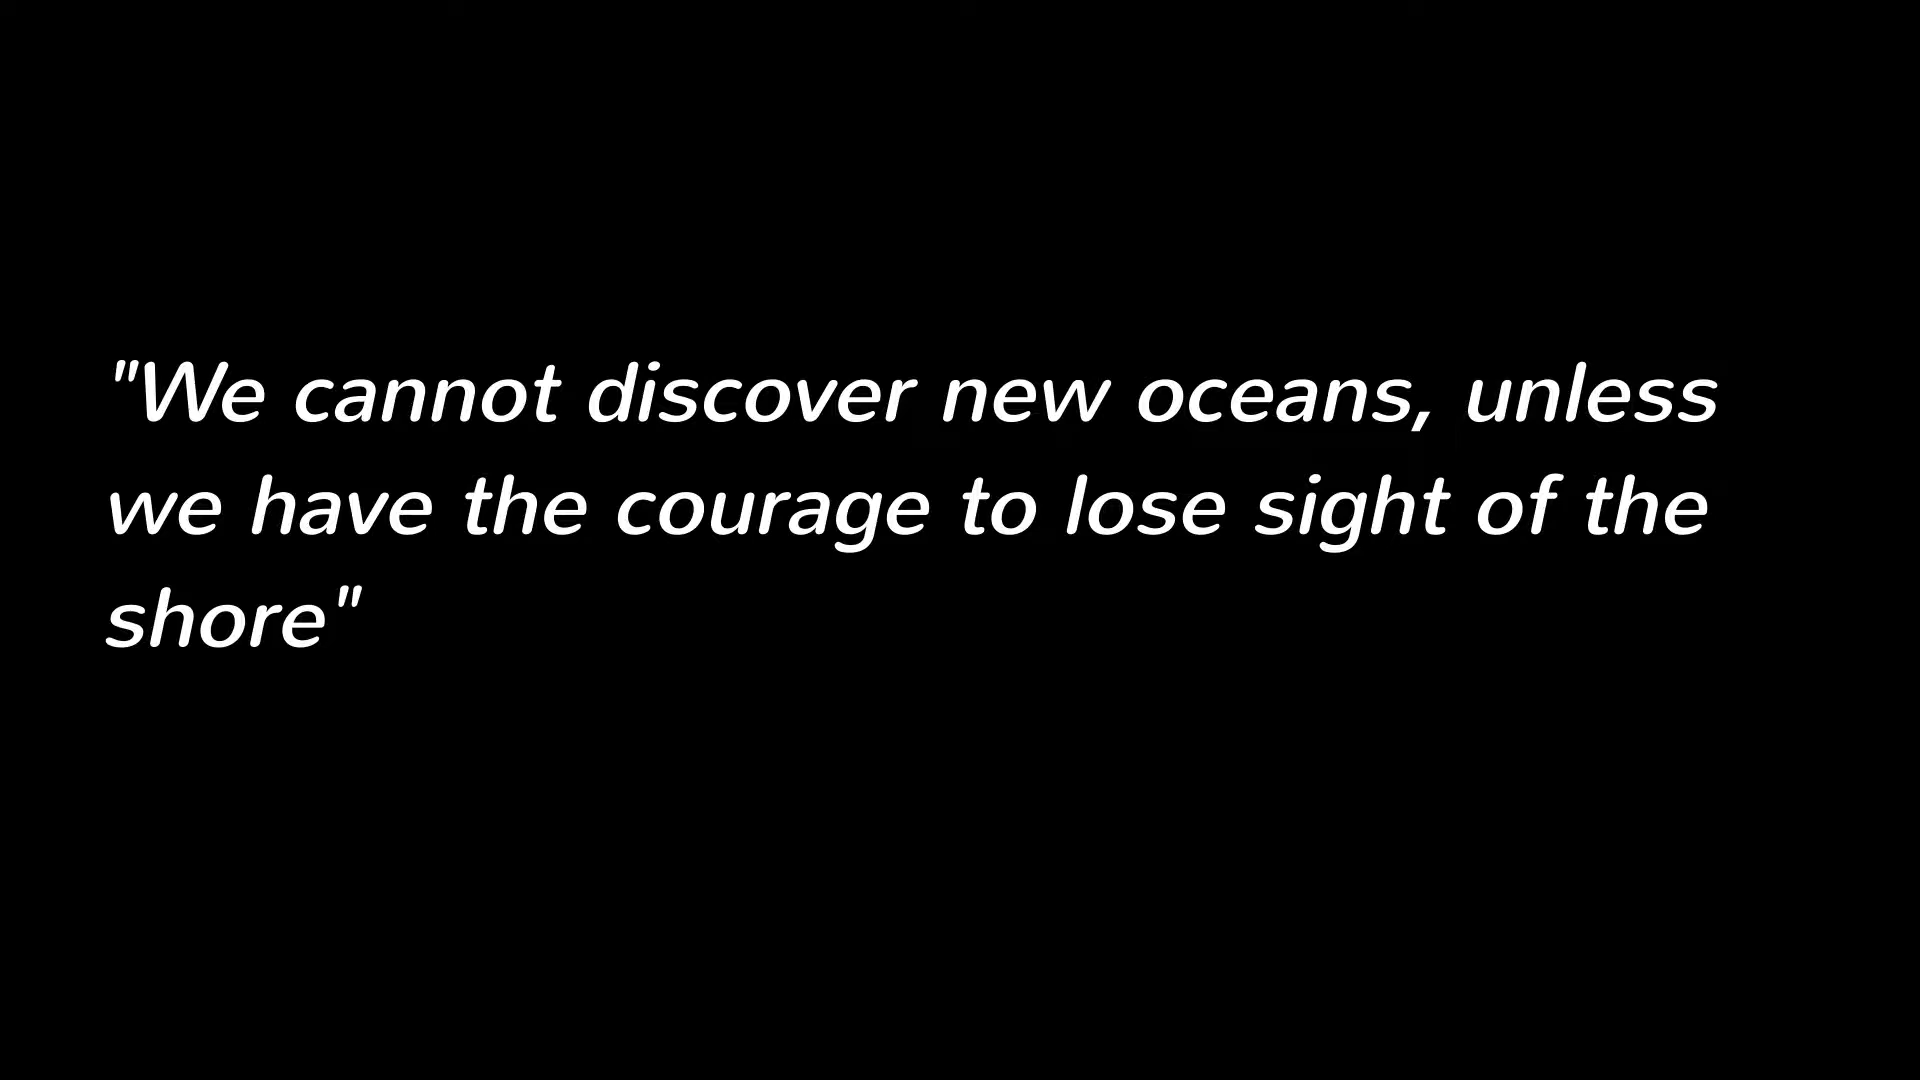 "We cannot discover new oceans, unless
we have the courage to lose sight of the
shore"